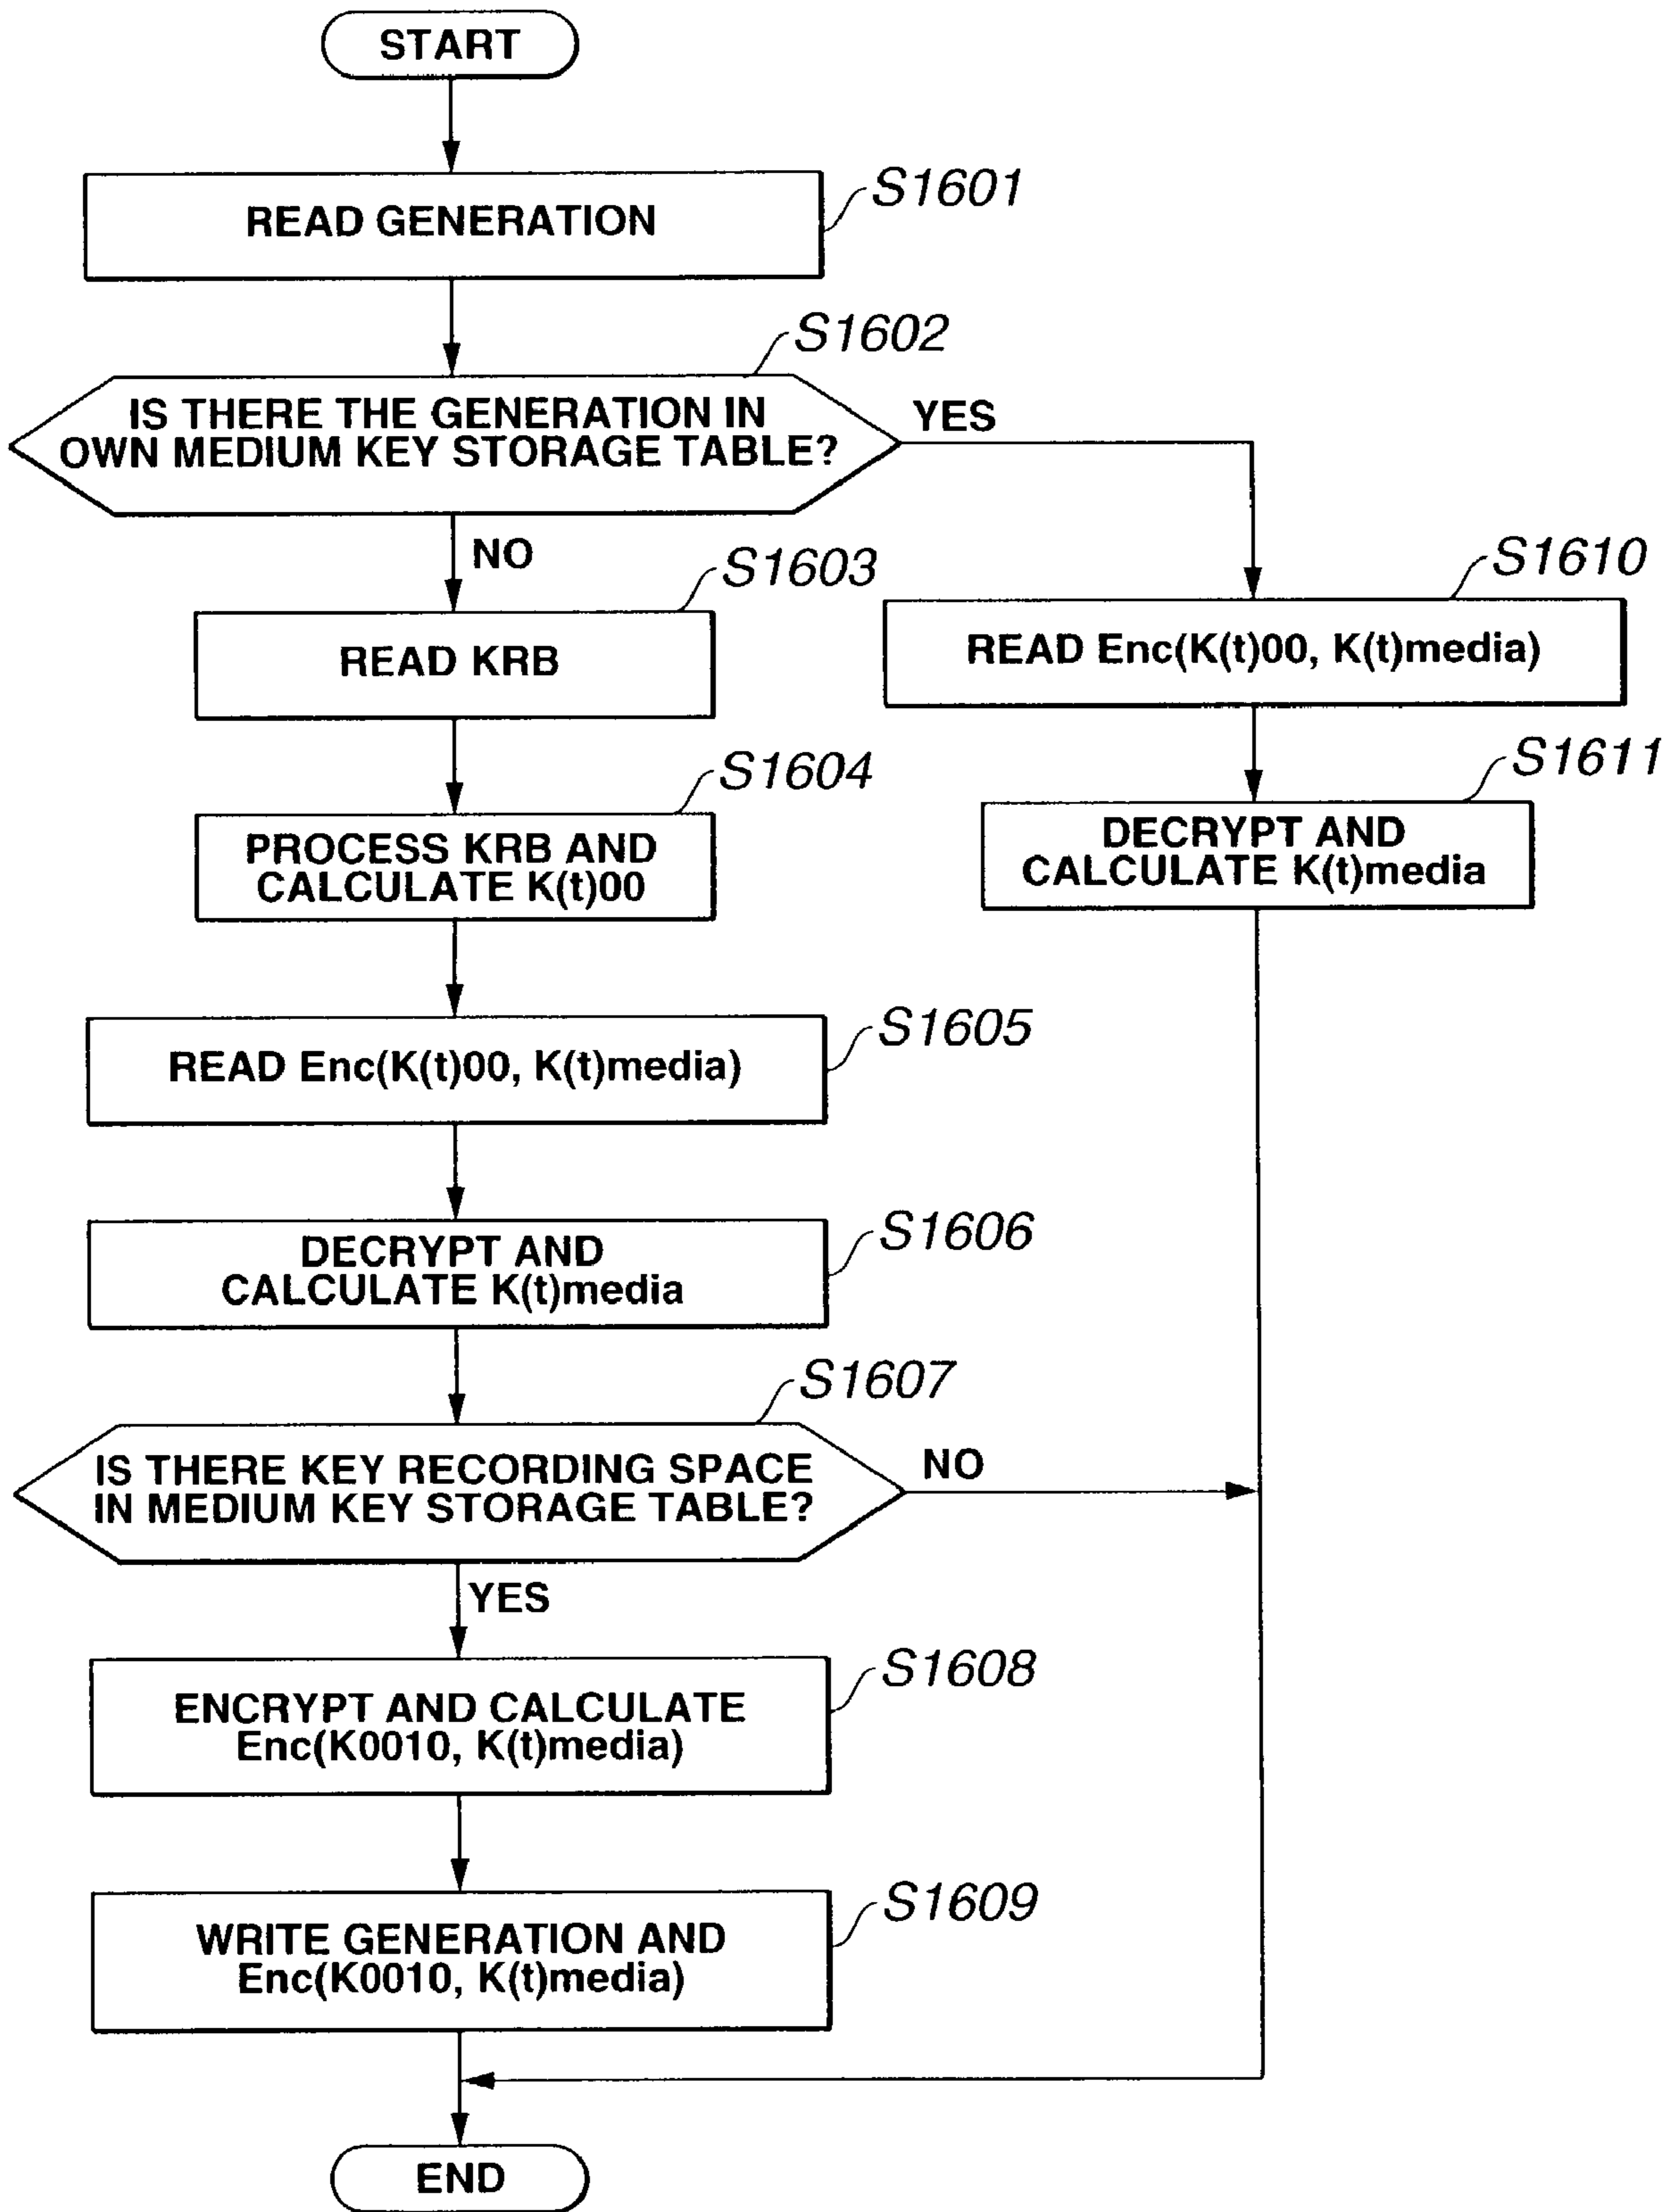 START
READ GENERATION
S1601
S1602
IS THERE THE GENERATION IN
OWN MEDIUM KEY STORAGE TABLE?
YES
NO
S1603
READ KRB
S1604
PROCESS KRB AND
CALCULATE K(t)00
S1605
READ Enc(K(t)00, K(t)media)
S1606
DECRYPT AND
CALCULATE K(t)media
S1607
IS THERE KEY RECORDING SPACE
IN MEDIUM KEY STORAGE TABLE?
NO
YES
S1608
ENCRYPT AND CALCULATE
Enc(K0010, K(t)media)
S1609
WRITE GENERATION AND
Enc(K0010, K(t)media)
END
S1610
READ Enc(K(t)00, K(t)media)
S1611
DECRYPT AND
CALCULATE K(t)media